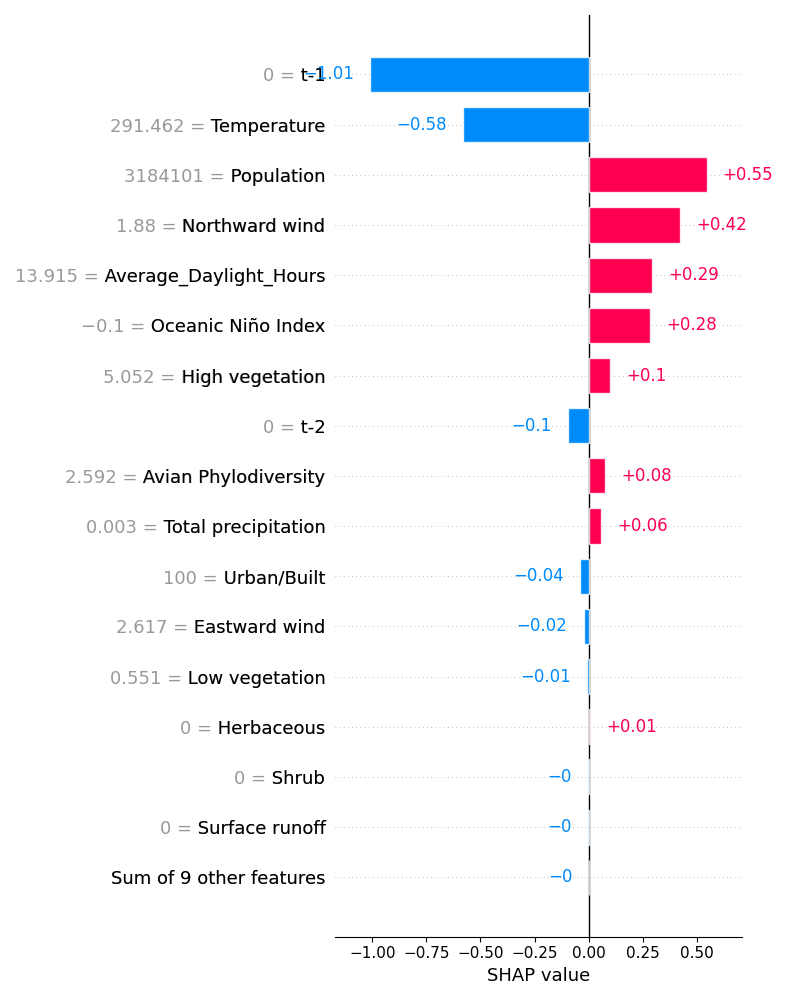 0 = t-1 −1.01
291.462 = Temperature −0.58
3184101 = Population +0.55
1.88 = Northward wind +0.42
13.915 = Average_Daylight_Hours +0.29
−0.1 = Oceanic Niño Index +0.28
5.052 = High vegetation +0.1
0 = t-2 −0.1
2.592 = Avian Phylodiversity +0.08
0.003 = Total precipitation +0.06
100 = Urban/Built −0.04
2.617 = Eastward wind −0.02
0.551 = Low vegetation −0.01
0 = Herbaceous +0.01
0 = Shrub −0
0 = Surface runoff −0
Sum of 9 other features −0
−1.00 −0.75 −0.50 −0.25 0.00 0.25 0.50
SHAP value